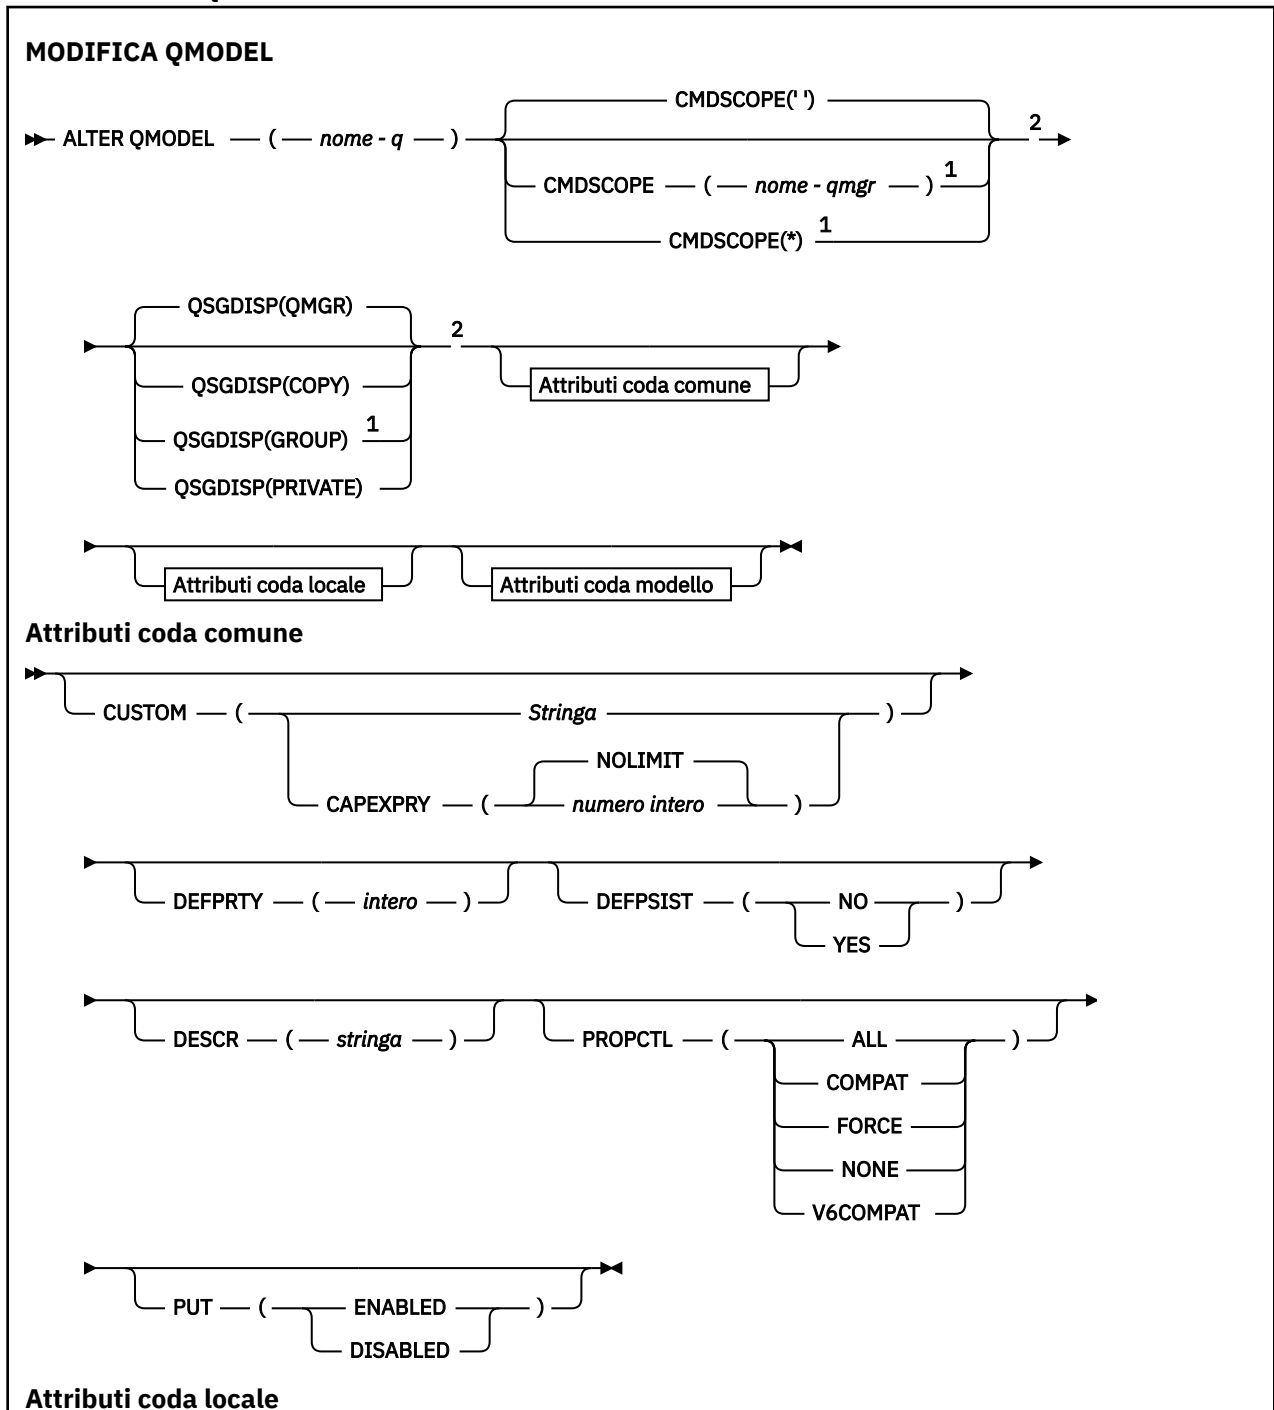 MODIFICA QMODEL
CMDSCOPE(' ')
ALTER QMODEL ( nome - q ) 2
CMDSCOPE ( nome - qmgr ) 1
CMDSCOPE(*) 1
QSGDISP(QMGR)
2
QSGDISP(COPY) Attributi coda comune
QSGDISP(GROUP) 1
QSGDISP(PRIVATE)
Attributi coda locale Attributi coda modello
Attributi coda comune
CUSTOM ( Stringa )
NOLIMIT
CAPEXPRY ( numero intero )
DEFPRTY ( intero ) DEFPSIST ( NO )
YES
DESCR ( stringa ) PROPCTL ( ALL )
COMPAT
FORCE
NONE
V6COMPAT
PUT ( ENABLED )
DISABLED
Attributi coda locale